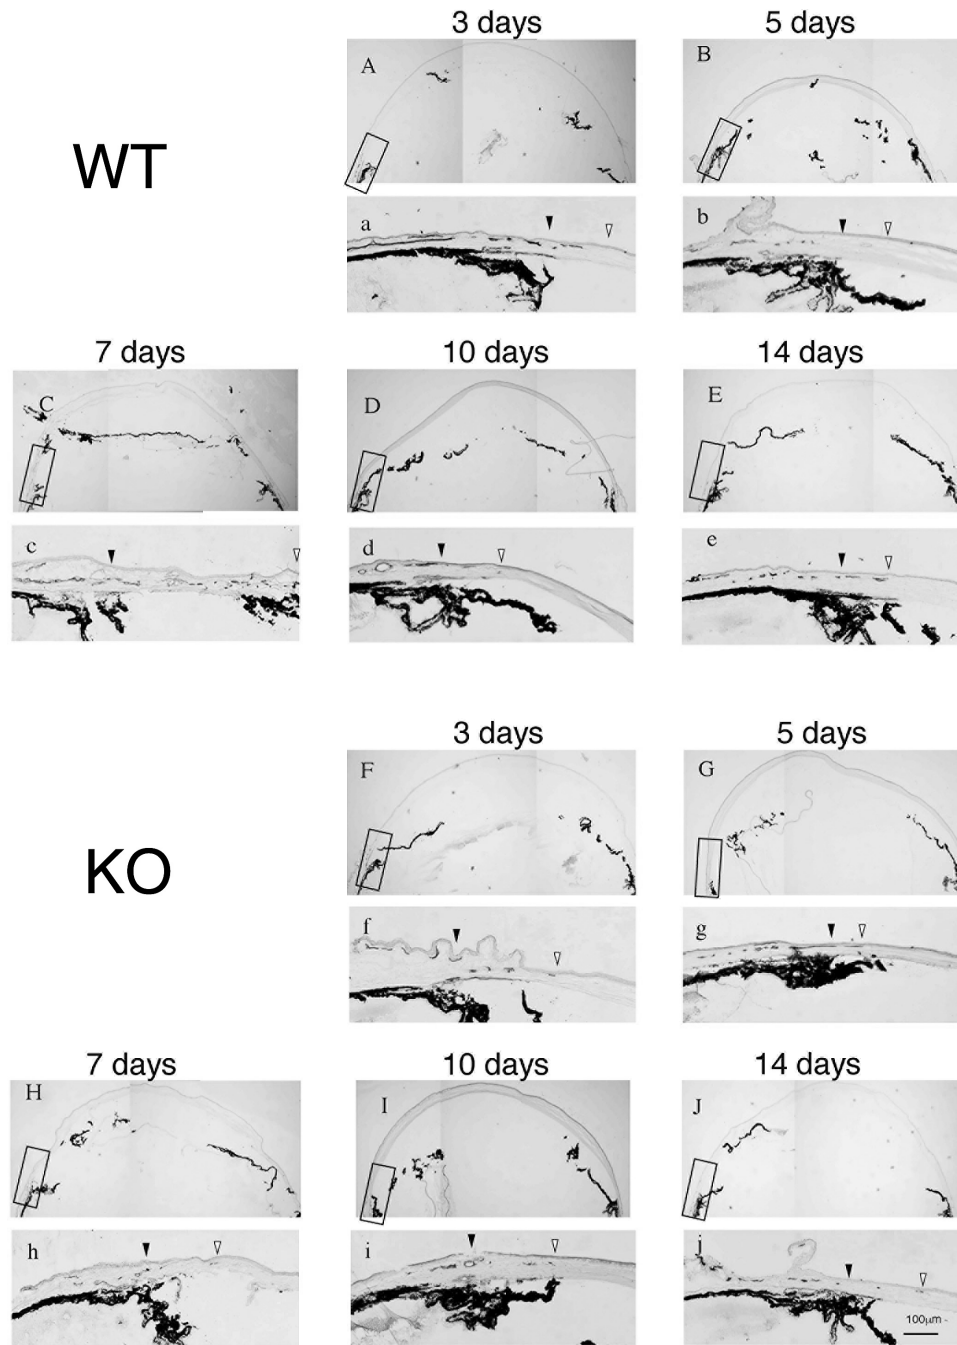 3 days 5 days
A B
WT
a b
7 days 10 days 14 days
C D E
c d e
3 days 5 days
F G
KO
f g
7 days 10 days 14 days
H I J
h i j
100μm